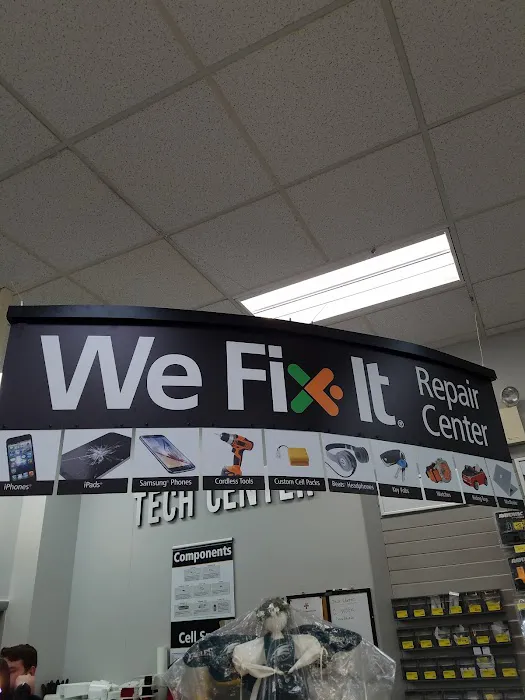 We Fix It®
Repair
Center
iPhones®
iPads®
Samsung® Phones
Cordless Tools
Custom Cell Packs
Beats® Headphones
Key Fobs
Watches
TECH CENTER
Components